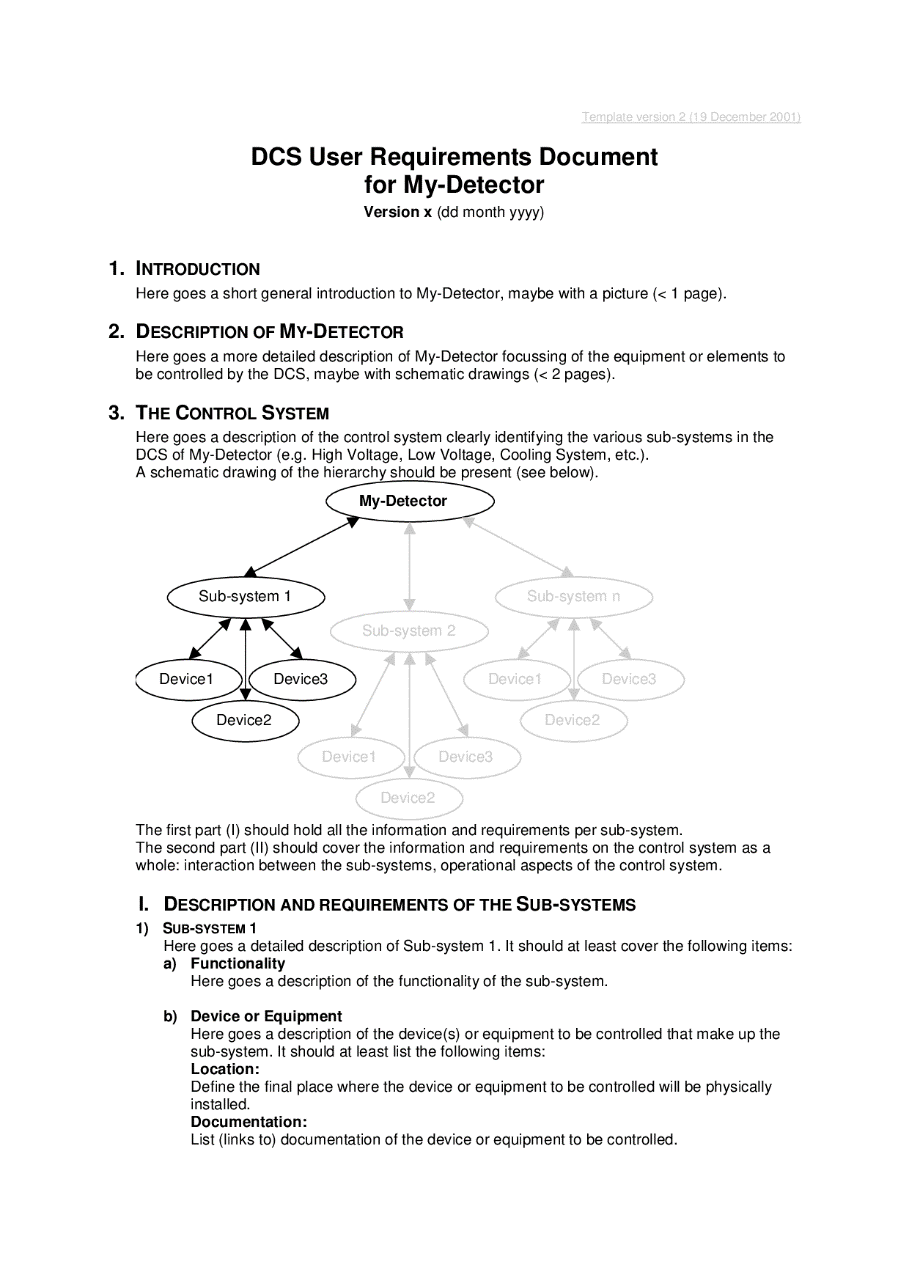 Template version 2 (19 December 2001)
DCS User Requirements Document
for My-Detector
Version x (dd month yyyy)
1. INTRODUCTION
Here goes a short general introduction to My-Detector, maybe with a picture (< 1 page).
2. DESCRIPTION OF MY-DETECTOR
Here goes a more detailed description of My-Detector focussing of the equipment or elements to
be controlled by the DCS, maybe with schematic drawings (< 2 pages).
3. THE CONTROL SYSTEM
Here goes a description of the control system clearly identifying the various sub-systems in the
DCS of My-Detector (e.g. High Voltage, Low Voltage, Cooling System, etc.).
A schematic drawing of the hierarchy should be present (see below).
My-Detector
Sub-system 1
Sub-system n
Sub-system 2
Device1
Device3
Device1
Device3
Device2
Device2
Device1
Device3
Device2
The first part (I) should hold all the information and requirements per sub-system.
The second part (II) should cover the information and requirements on the control system as a
whole: interaction between the sub-systems, operational aspects of the control system.
I. DESCRIPTION AND REQUIREMENTS OF THE SUB-SYSTEMS
1) SUB-SYSTEM 1
Here goes a detailed description of Sub-system 1. It should at least cover the following items:
a) Functionality
Here goes a description of the functionality of the sub-system.
b) Device or Equipment
Here goes a description of the device(s) or equipment to be controlled that make up the
sub-system. It should at least list the following items:
Location:
Define the final place where the device or equipment to be controlled will be physically
installed.
Documentation:
List (links to) documentation of the device or equipment to be controlled.